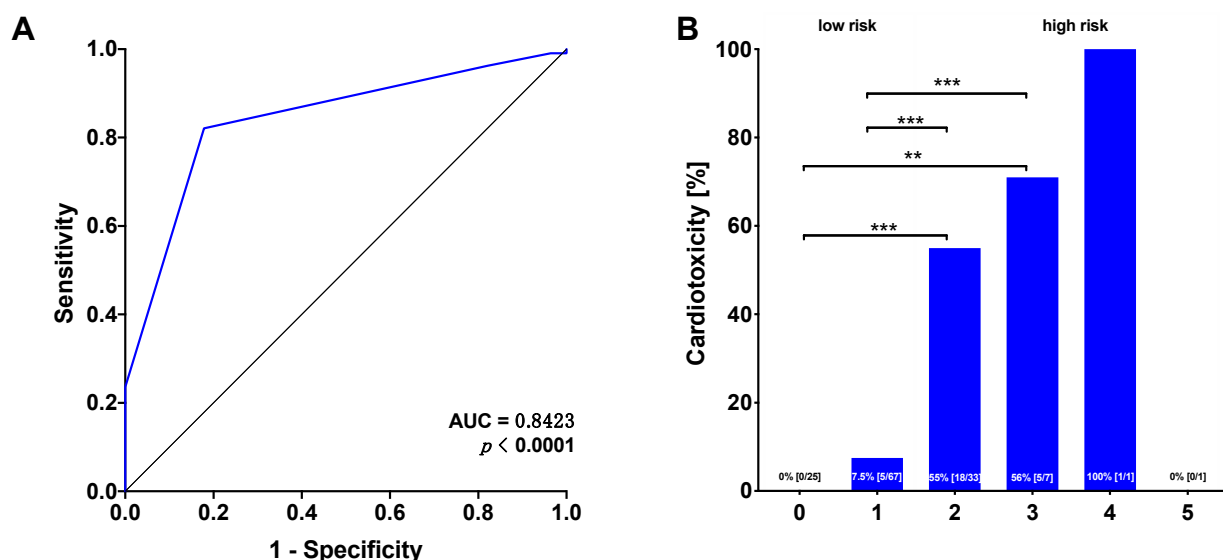 A
1.0
0.8
0.6
0.4
0.2
0.0
Sensitivity
0.0 0.2 0.4 0.6 0.8 1.0
1 - Specificity
AUC = 0.8423
p < 0.0001
B
low risk high risk
100
80
60
40
20
0
Cardiotoxicity [%]
***
***
**
***
0% [0/25] 7.5% [5/67] 55% [18/33] 56% [5/7] 100% [1/1] 0% [0/1]
0 1 2 3 4 5